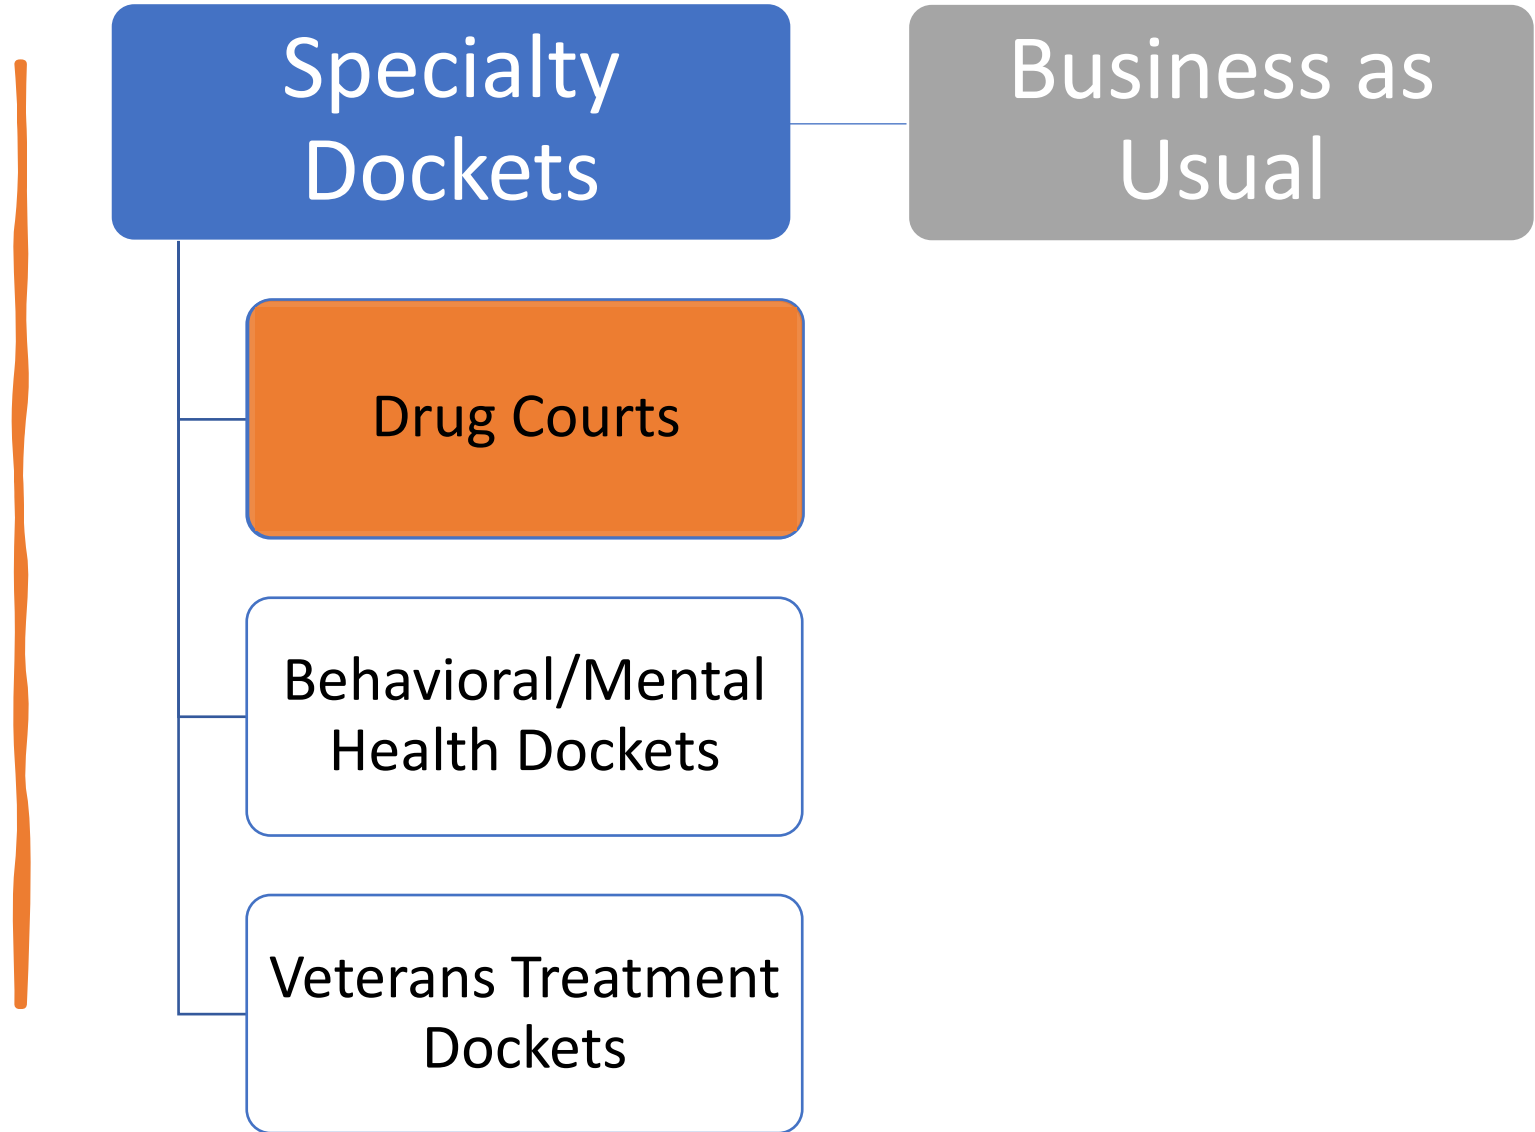 Specialty
Dockets
Business as
Usual
Drug Courts
Behavioral/Mental
Health Dockets
Veterans Treatment
Dockets